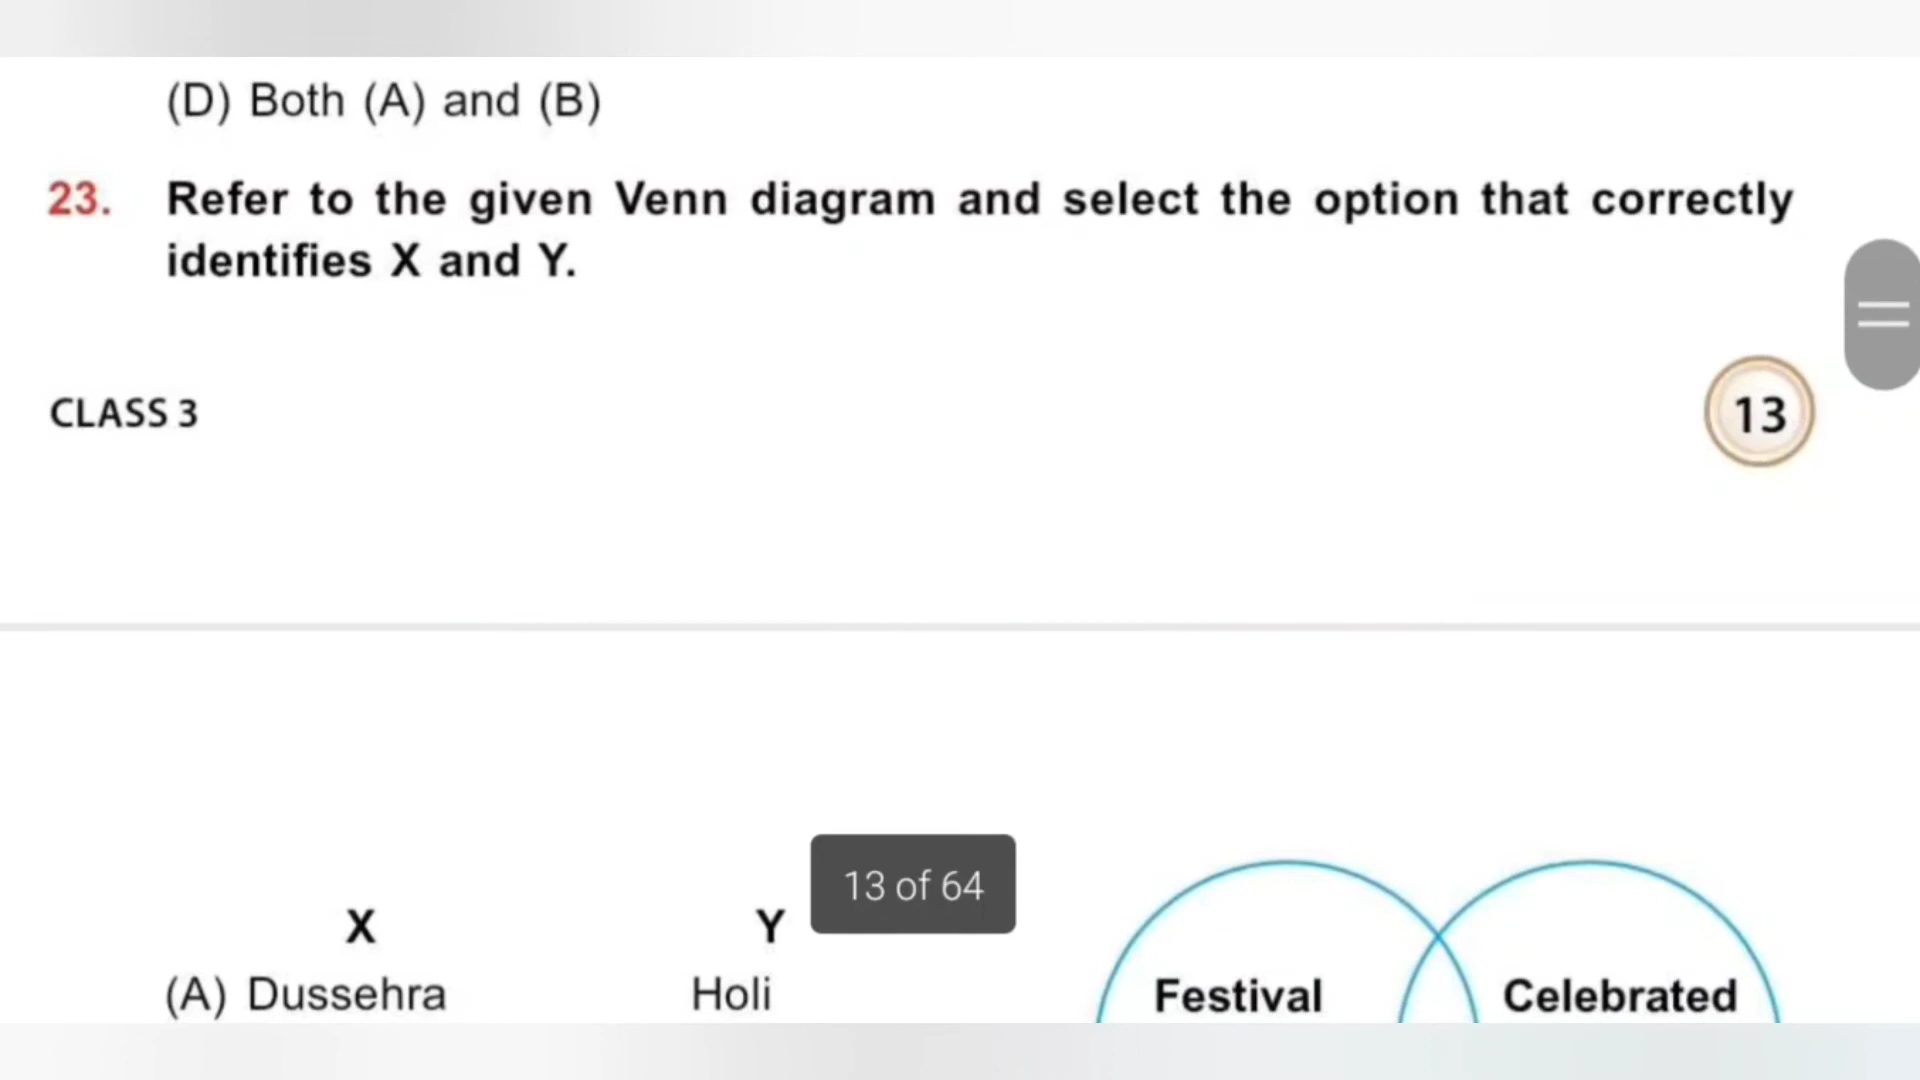 (D) Both (A) and (B)
23. Refer to the given Venn diagram and select the option that correctly
identifies X and Y.
CLASS 3
13
13 of 64
X Y
(A) Dussehra Holi
Festival Celebrated